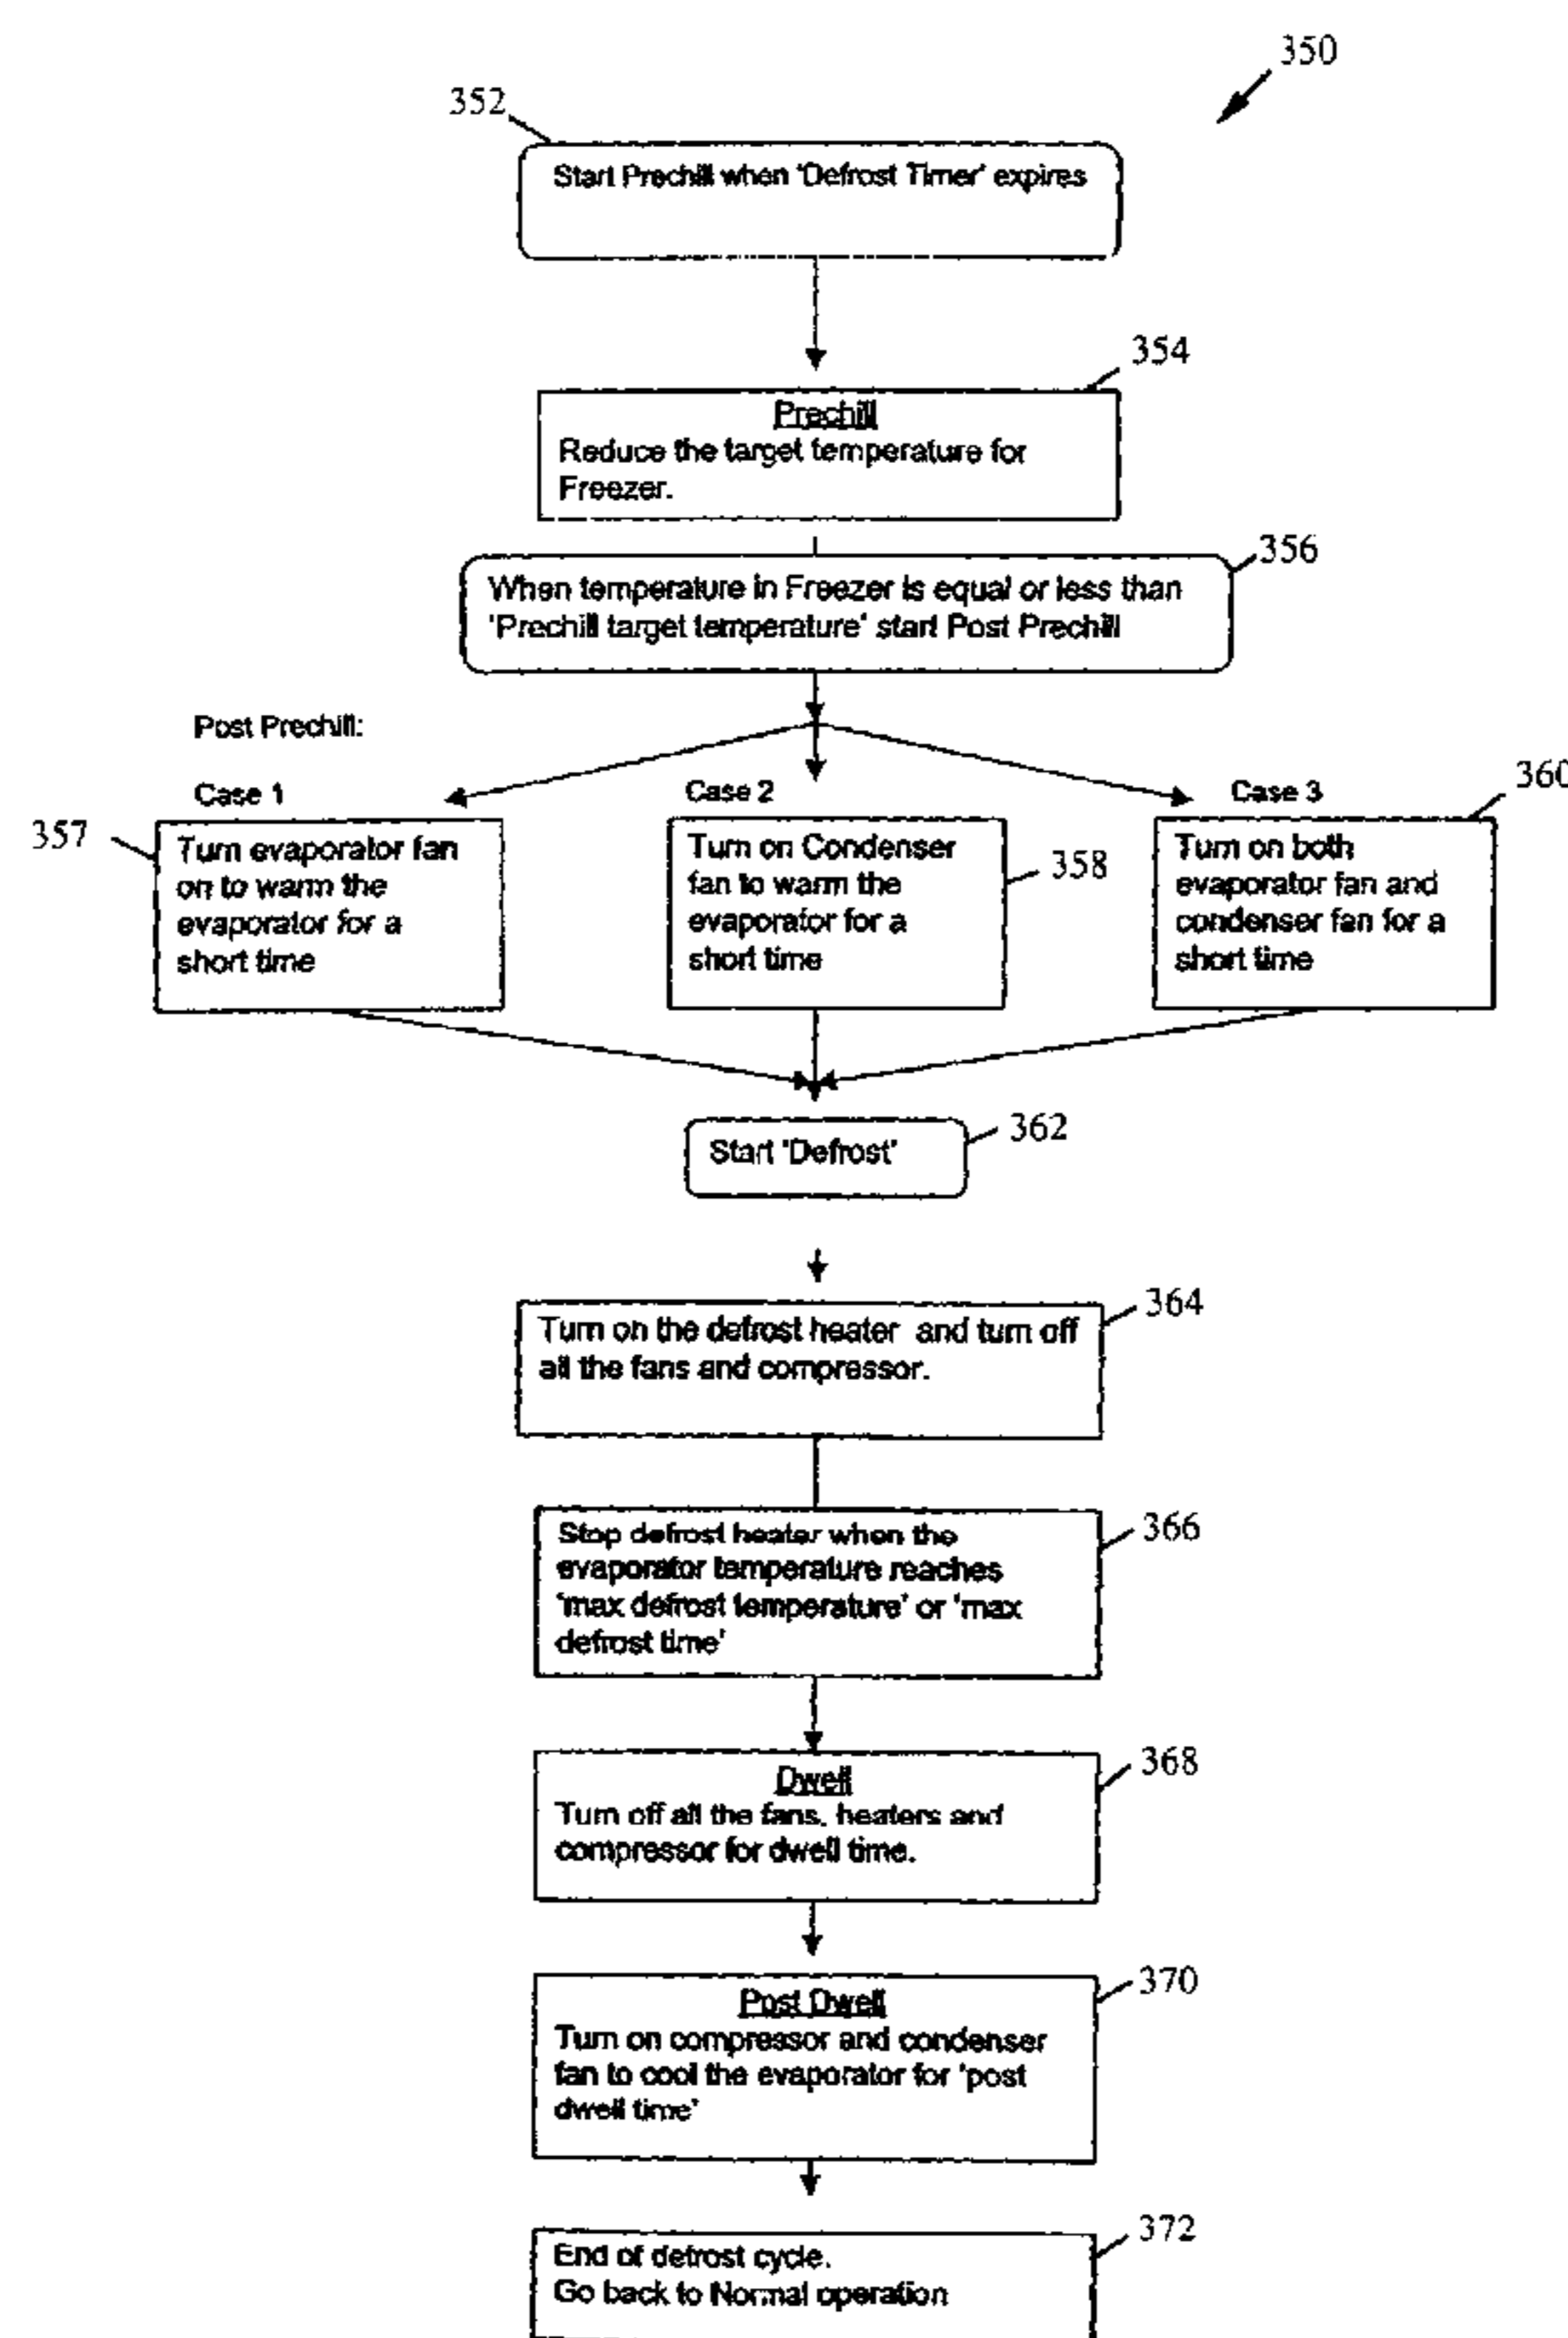 350
352
Start Prechill when 'Defrost Timer' expires
354
Prechill
Reduce the target temperature for
Freezer.
356
When temperature in Freezer is equal or less than
'Prechill target temperature' start Post Prechill
Post Prechill:
Case 1
Case 2
Case 3
360
357
Turn evaporator fan
on to warm the
evaporator for a
short time
Turn on Condenser
fan to warm the
evaporator for a
short time
358
Turn on both
evaporator fan and
condenser fan for a
short time
362
Start 'Defrost'
364
Turn on the defrost heater and turn off
all the fans and compressor.
366
Stop defrost heater when the
evaporator temperature reaches
'max defrost temperature' or 'max
defrost time'
368
Dwell
Turn off all the fans, heaters and
compressor for dwell time.
370
Post Dwell
Turn on compressor and condenser
fan to cool the evaporator for 'post
dwell time'
372
End of defrost cycle.
Go back to Normal operation